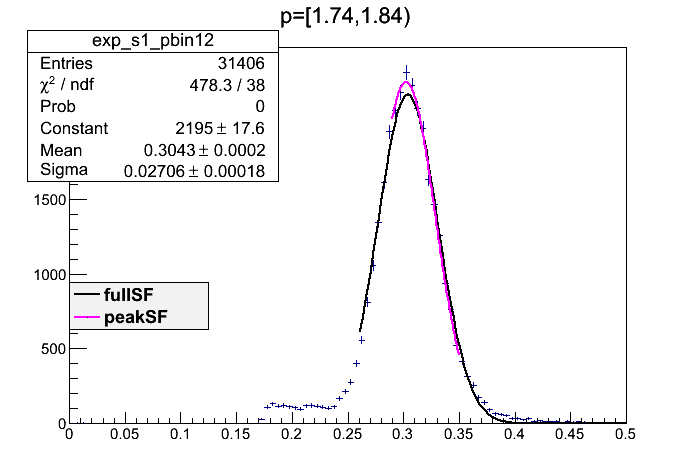 p=[1.74,1.84)
exp_s1_pbin12
Entries 31406
χ² / ndf 478.3 / 38
Prob 0
Constant 2195 ± 17.6
Mean 0.3043 ± 0.0002
Sigma 0.02706 ± 0.00018
1500
1000
fullSF
peakSF
500
0
0 0.05 0.1 0.15 0.2 0.25 0.3 0.35 0.4 0.45 0.5